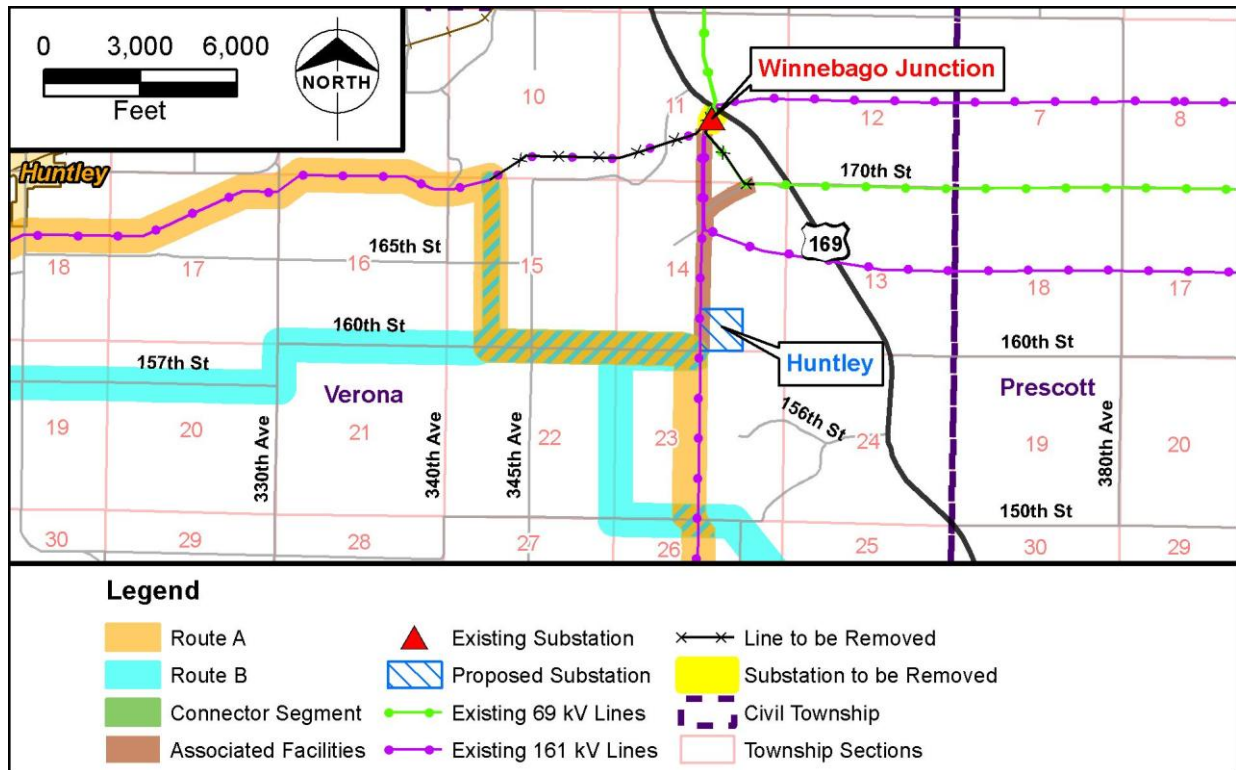 0 3,000 6,000
Feet
NORTH
10
11
Winnebago Junction
12 7 8
Huntley
170th St
165th St
169
18 17 16 15 14 13 18 17
160th St
160th St
157th St
Huntley
Verona
Prescott
156th St
19 20 21 22 23 24 19 20
330th Ave
340th Ave
345th Ave
380th Ave
150th St
30 29 28 27 26 25 30 29
Legend
Route A
Route B
Connector Segment
Associated Facilities
Existing Substation
Proposed Substation
Existing 69 kV Lines
Existing 161 kV Lines
Line to be Removed
Substation to be Removed
Civil Township
Township Sections